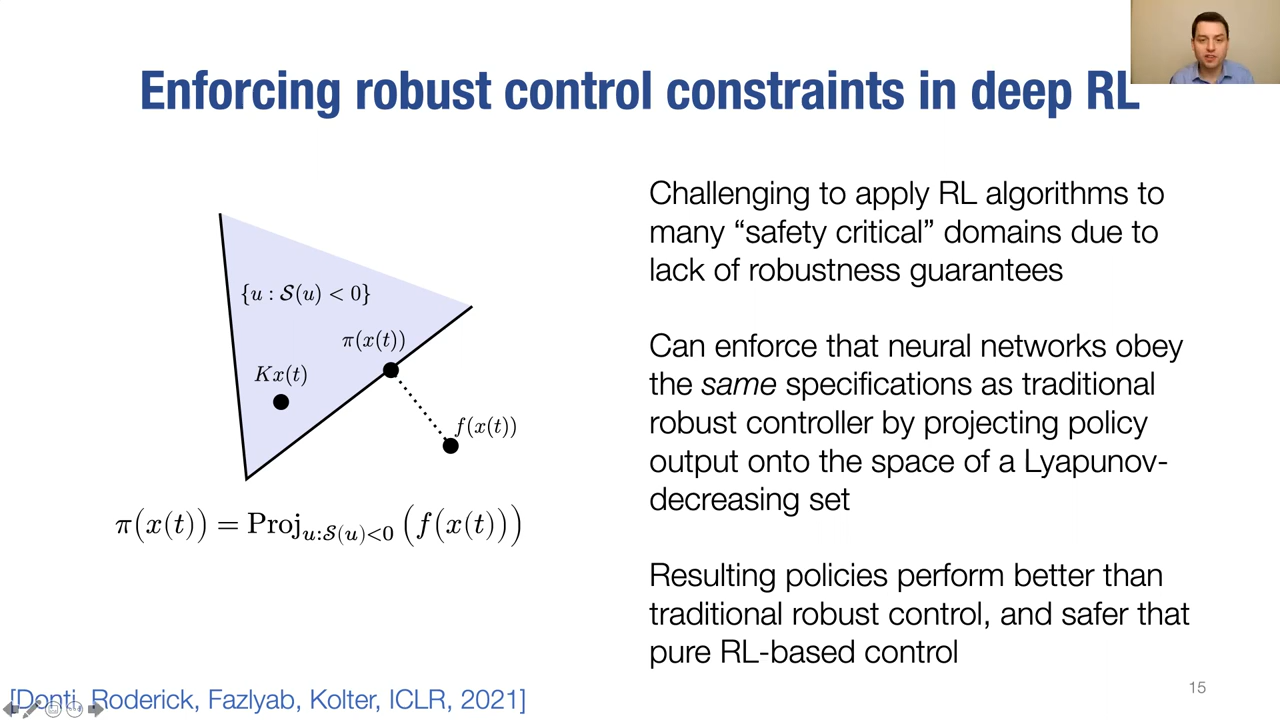 Enforcing robust control constraints in deep RL
{u : 𝒮(u) < 0}
π(x(t))
Kx(t)
f(x(t))
π(x(t)) = Proj_{u:𝒮(u)<0} (f(x(t)))
Challenging to apply RL algorithms to
many “safety critical” domains due to
lack of robustness guarantees
Can enforce that neural networks obey
the same specifications as traditional
robust controller by projecting policy
output onto the space of a Lyapunov-
decreasing set
Resulting policies perform better than
traditional robust control, and safer that
pure RL-based control
[Donti, Roderick, Fazlyab, Kolter, ICLR, 2021]
15